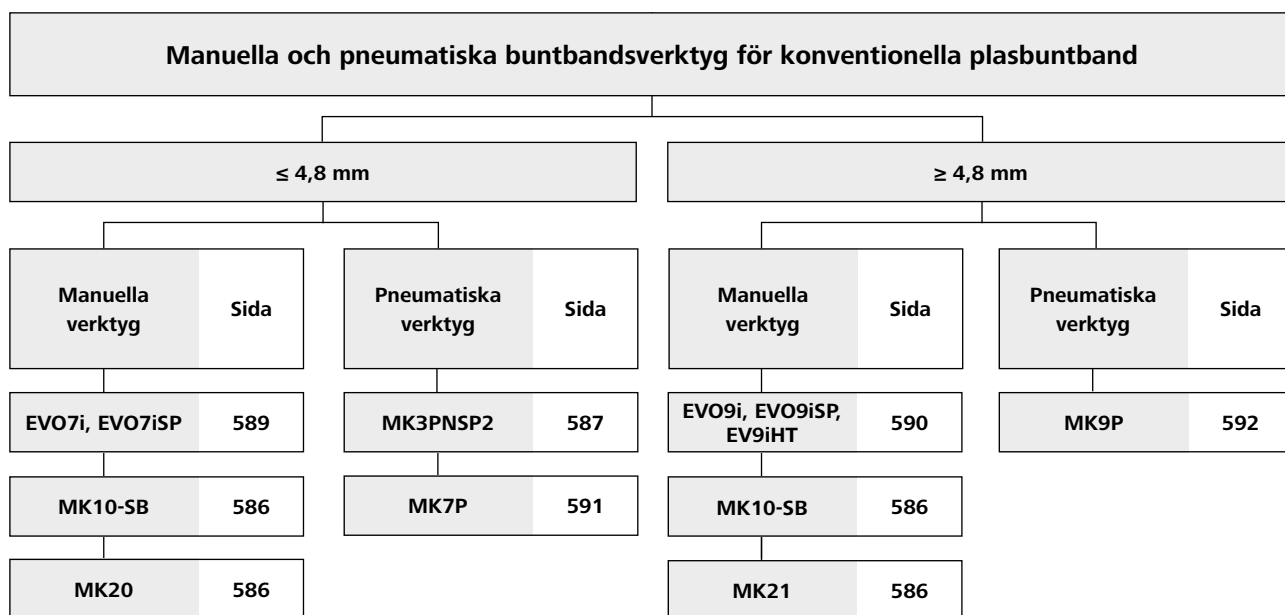 Manuella och pneumatiska buntbandsverktyg för konventionella plasbuntband
≤ 4,8 mm
≥ 4,8 mm
Manuella
verktyg
Sida
Pneumatiska
verktyg
Sida
Manuella
verktyg
Sida
Pneumatiska
verktyg
Sida
EVO7i, EVO7iSP
589
MK3PNSP2
587
EVO9i, EVO9iSP,
EV9iHT
590
MK9P
592
MK10-SB
586
MK7P
591
MK10-SB
586
MK20
586
MK21
586